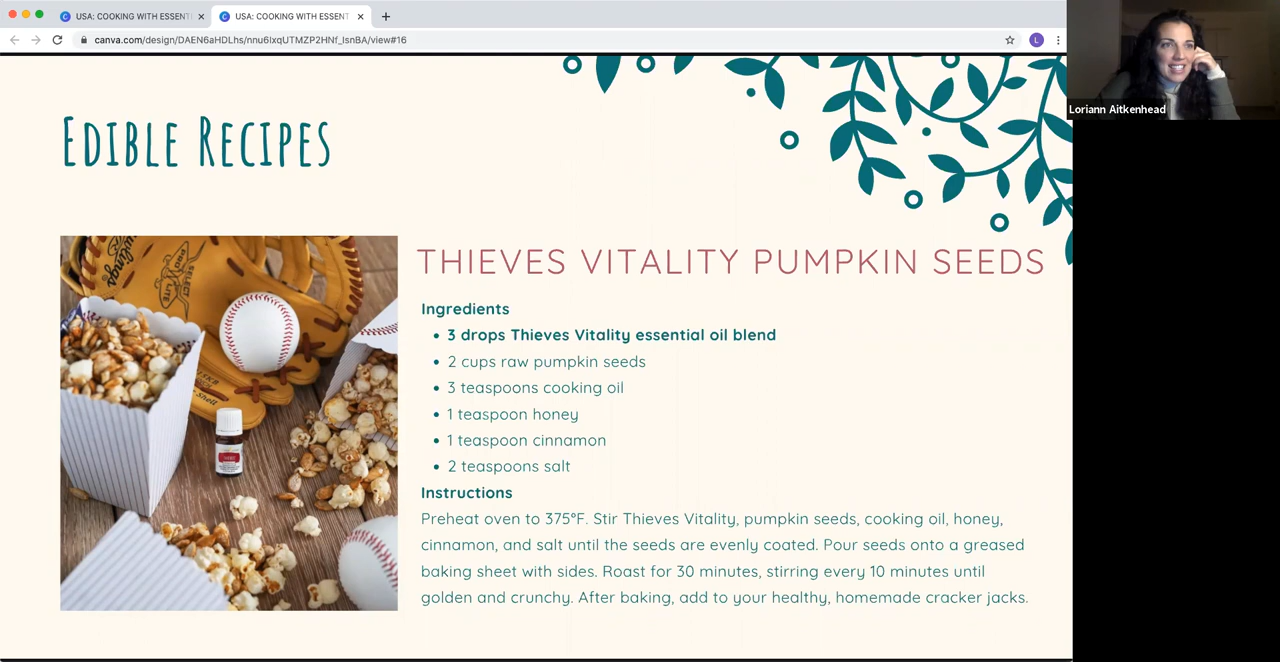 USA: COOKING WITH ESSENTI
USA: COOKING WITH ESSENT
canva.com/design/DAEN6aHDLhs/nnu6IxqUTMZP2HNf_lsnBA/view#16
L
Loriann Aitkenhead
EDIBLE RECIPES
Rawlings
SELECT
PRO
LITE
THIEVES VITALITY PUMPKIN SEEDS
Ingredients
• 3 drops Thieves Vitality essential oil blend
• 2 cups raw pumpkin seeds
• 3 teaspoons cooking oil
• 1 teaspoon honey
• 1 teaspoon cinnamon
• 2 teaspoons salt
Instructions
Preheat oven to 375°F. Stir Thieves Vitality, pumpkin seeds, cooking oil, honey,
cinnamon, and salt until the seeds are evenly coated. Pour seeds onto a greased
baking sheet with sides. Roast for 30 minutes, stirring every 10 minutes until
golden and crunchy. After baking, add to your healthy, homemade cracker jacks.